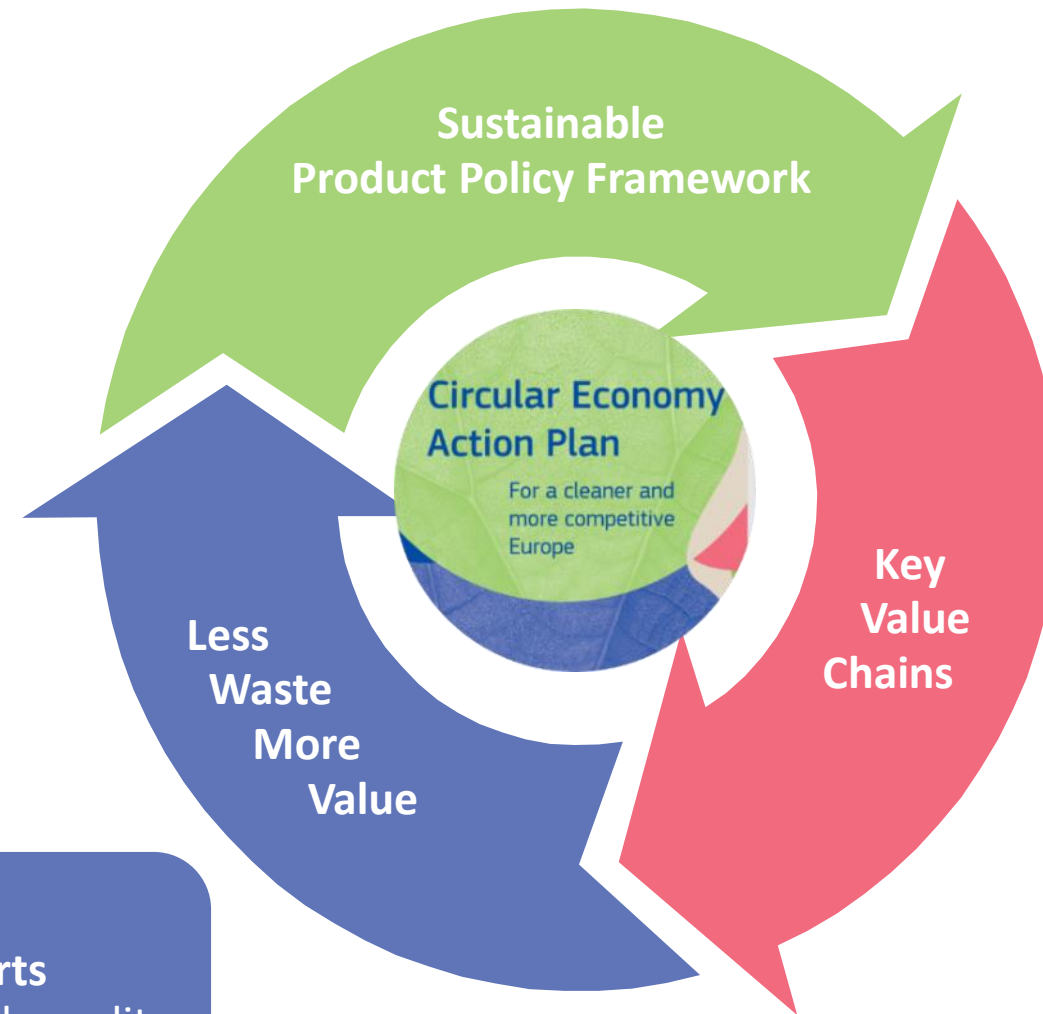 Sustainable
Product Policy Framework
Circular Economy
Action Plan
For a cleaner and
more competitive
Europe
Key
Value
Chains
Less
Waste
More
Value